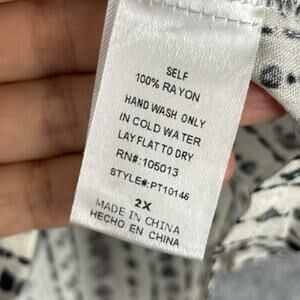 SELF
100% RAYON
HAND WASH ONLY
IN COLD WATER
LAY FLAT TO DRY
RN#: 105013
STYLE#:PT10146
2X
MADE IN CHINA
HECHO EN CHINA